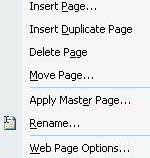 Insert Page...
Insert Duplicate Page
Delete Page
Move Page...
Apply Master Page...
Rename...
Web Page Options...